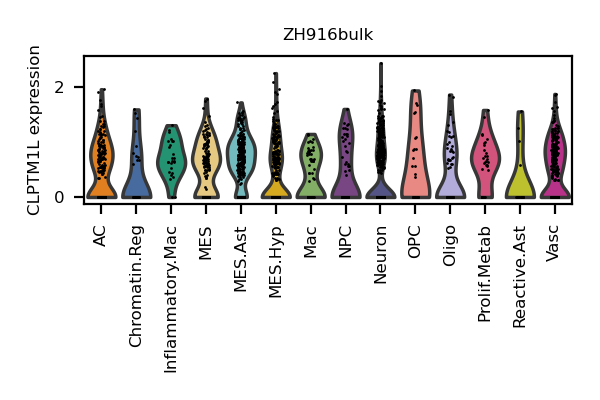 ZH916bulk
CLPTM1L expression
2
0
AC
Chromatin.Reg
Inflammatory.Mac
MES
MES.Ast
MES.Hyp
Mac
NPC
Neuron
OPC
Oligo
Prolif.Metab
Reactive.Ast
Vasc